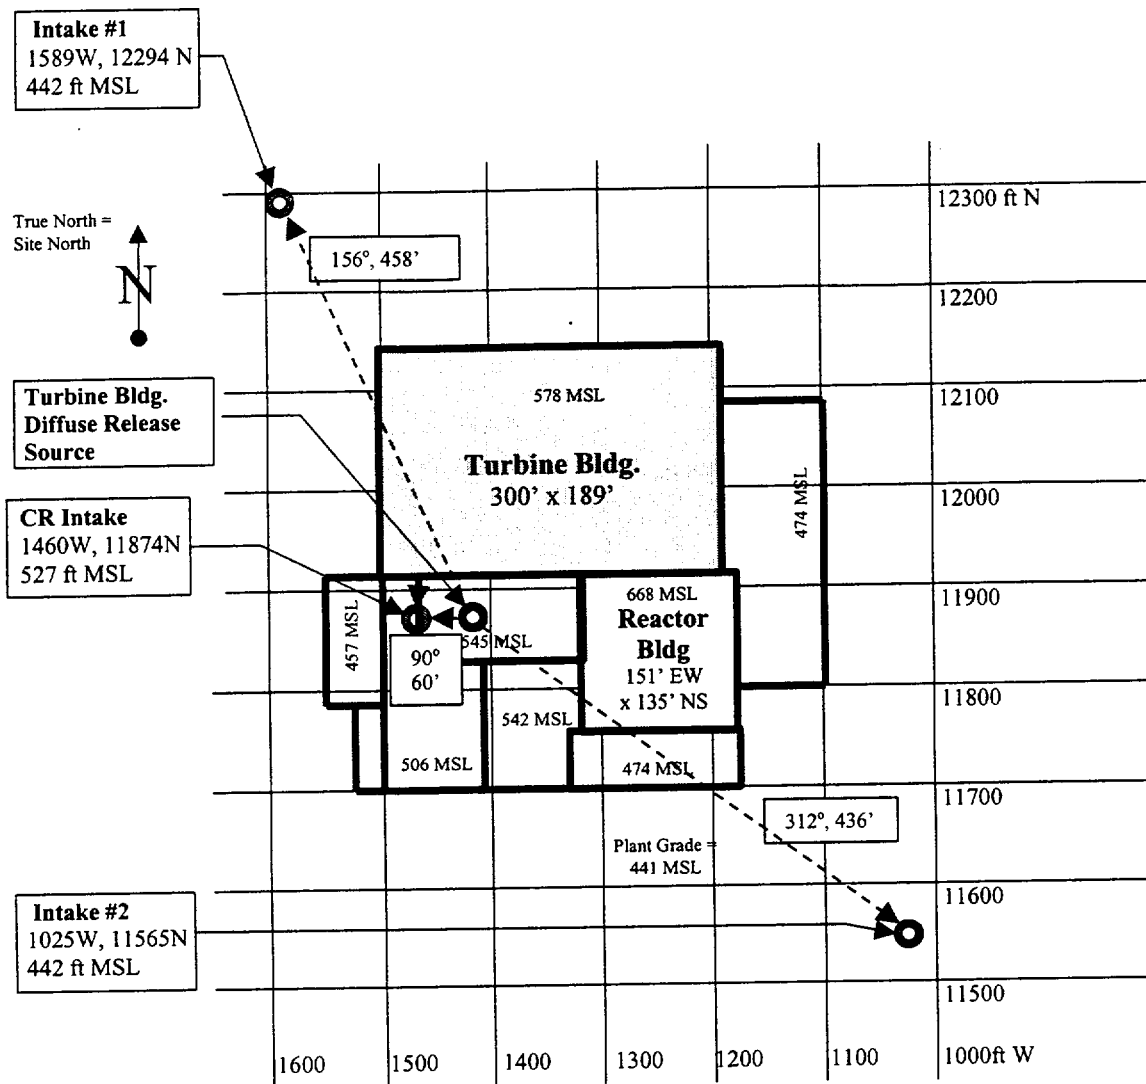 Intake #1
1589W, 12294 N
442 ft MSL
12300 ft N
True North =
Site North
N
156º, 458’
12200
Turbine Bldg.
Diffuse Release
Source
578 MSL
12100
Turbine Bldg.
300’ x 189’
474 MSL
12000
CR Intake
1460W, 11874N
527 ft MSL
457 MSL
545 MSL
668 MSL
Reactor
Bldg
151’ EW
x 135’ NS
11900
90º
60’
11800
542 MSL
506 MSL
474 MSL
11700
312º, 436’
Plant Grade =
441 MSL
11600
Intake #2
1025W, 11565N
442 ft MSL
11500
1600
1500
1400
1300
1200
1100
1000ft W